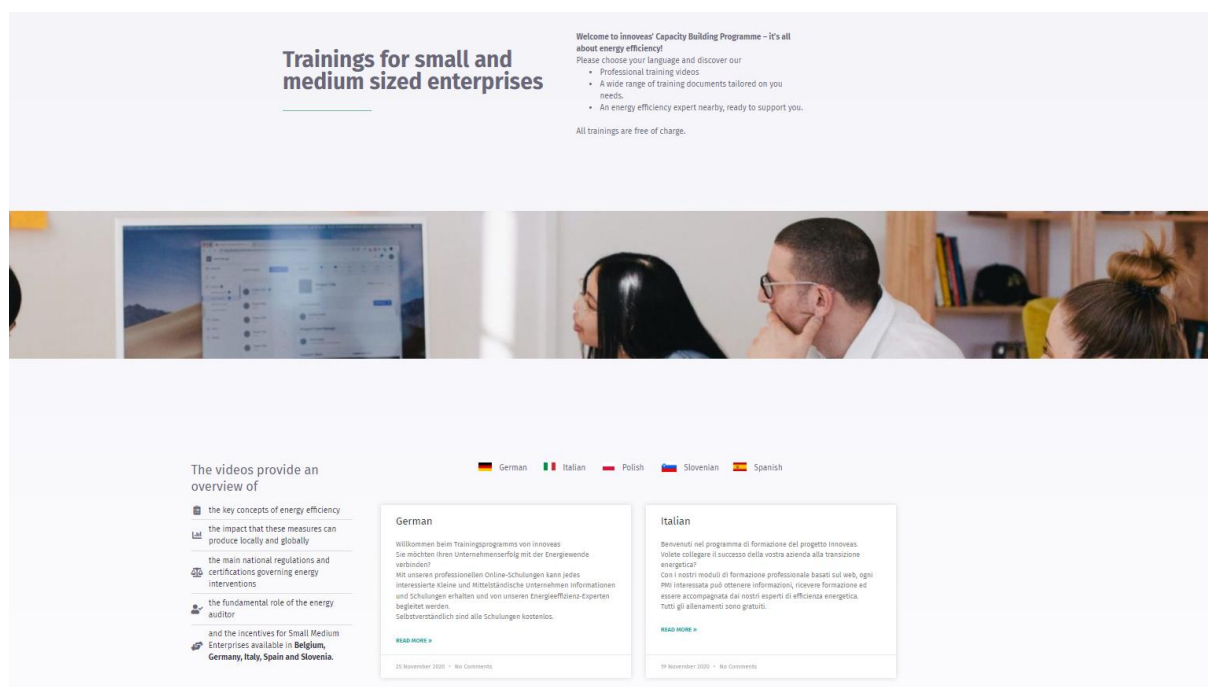 Trainings for small and
medium sized enterprises
Welcome to innoveas' Capacity Building Programme – it's all
about energy efficiency!
Please choose your language and discover our
• Professional training videos
• A wide range of training documents tailored on you
needs.
• An energy efficiency expert nearby, ready to support you.
All trainings are free of charge.
The videos provide an
overview of
the key concepts of energy efficiency
the impact that these measures can
produce locally and globally
the main national regulations and
certifications governing energy
interventions
the fundamental role of the energy
auditor
and the incentives for Small Medium
Enterprises available in Belgium,
Germany, Italy, Spain and Slovenia.
German Italian Polish Slovenian Spanish
German
Willkommen beim Trainingsprogramms von innoveas
Sie möchten Ihren Unternehmenserfolg mit der Energiewende
verbinden?
Mit unseren professionellen Online-Schulungen kann jedes
interessierte Kleine und Mittelständische Unternehmen Informationen
und Schulungen erhalten und von unseren Energieeffizienz-Experten
begleitet werden.
Selbstverständlich sind alle Schulungen kostenlos.
READ MORE »
25 November 2020 • No Comments
Italian
Benvenuti nel programma di formazione del progetto Innoveas.
Volete collegare il successo della vostra azienda alla transizione
energetica?
Con i nostri moduli di formazione professionale basati sul web, ogni
PMI interessata può ottenere informazioni, ricevere formazione ed
essere accompagnata dai nostri esperti di efficienza energetica.
Tutti gli allenamenti sono gratuiti.
READ MORE »
19 November 2020 • No Comments